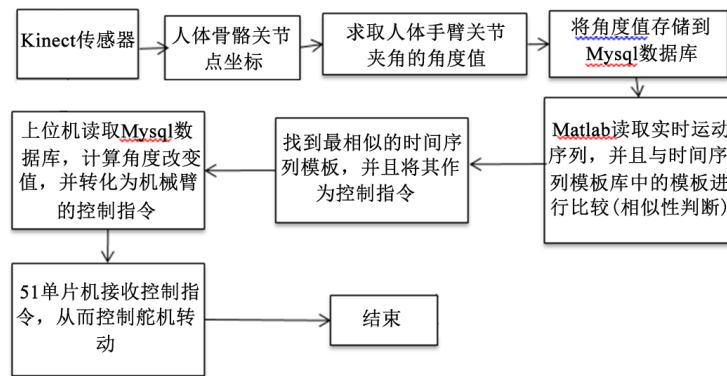 Kinect传感器
人体骨骼关节
点坐标
求取人体手臂关节
夹角的角度值
将角度值存储到
Mysql数据库
Matlab读取实时运动
序列，并且与时间序
列模板库中的模板进
行比较(相似性判断)
找到最相似的时间序
列模板，并且将其作
为控制指令
上位机读取Mysql数
据库，计算角度改变
值，并转化为机械臂
的控制指令
51单片机接收控制指
令，从而控制舵机转
动
结束